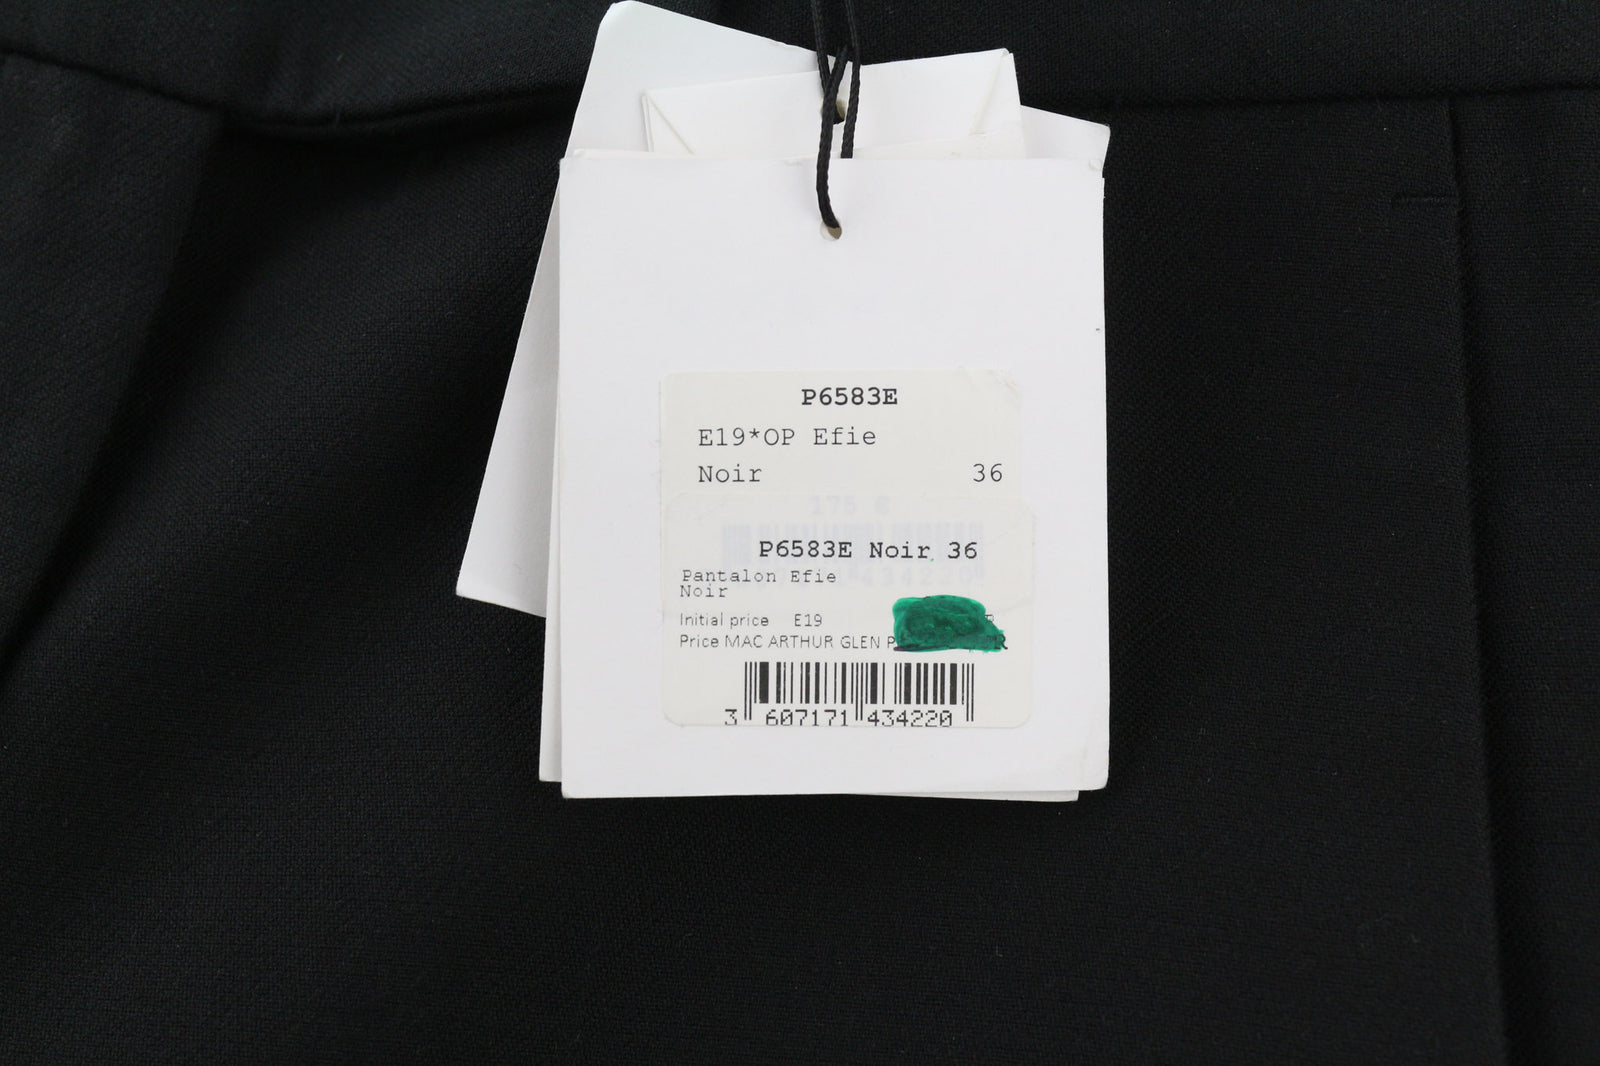 P6583E
E19*OP Efie
Noir 36
175 €
P6583E Noir 36
Pantalon Efie
Noir
Initial price E19
Price MAC ARTHUR GLEN
3 607171 434220